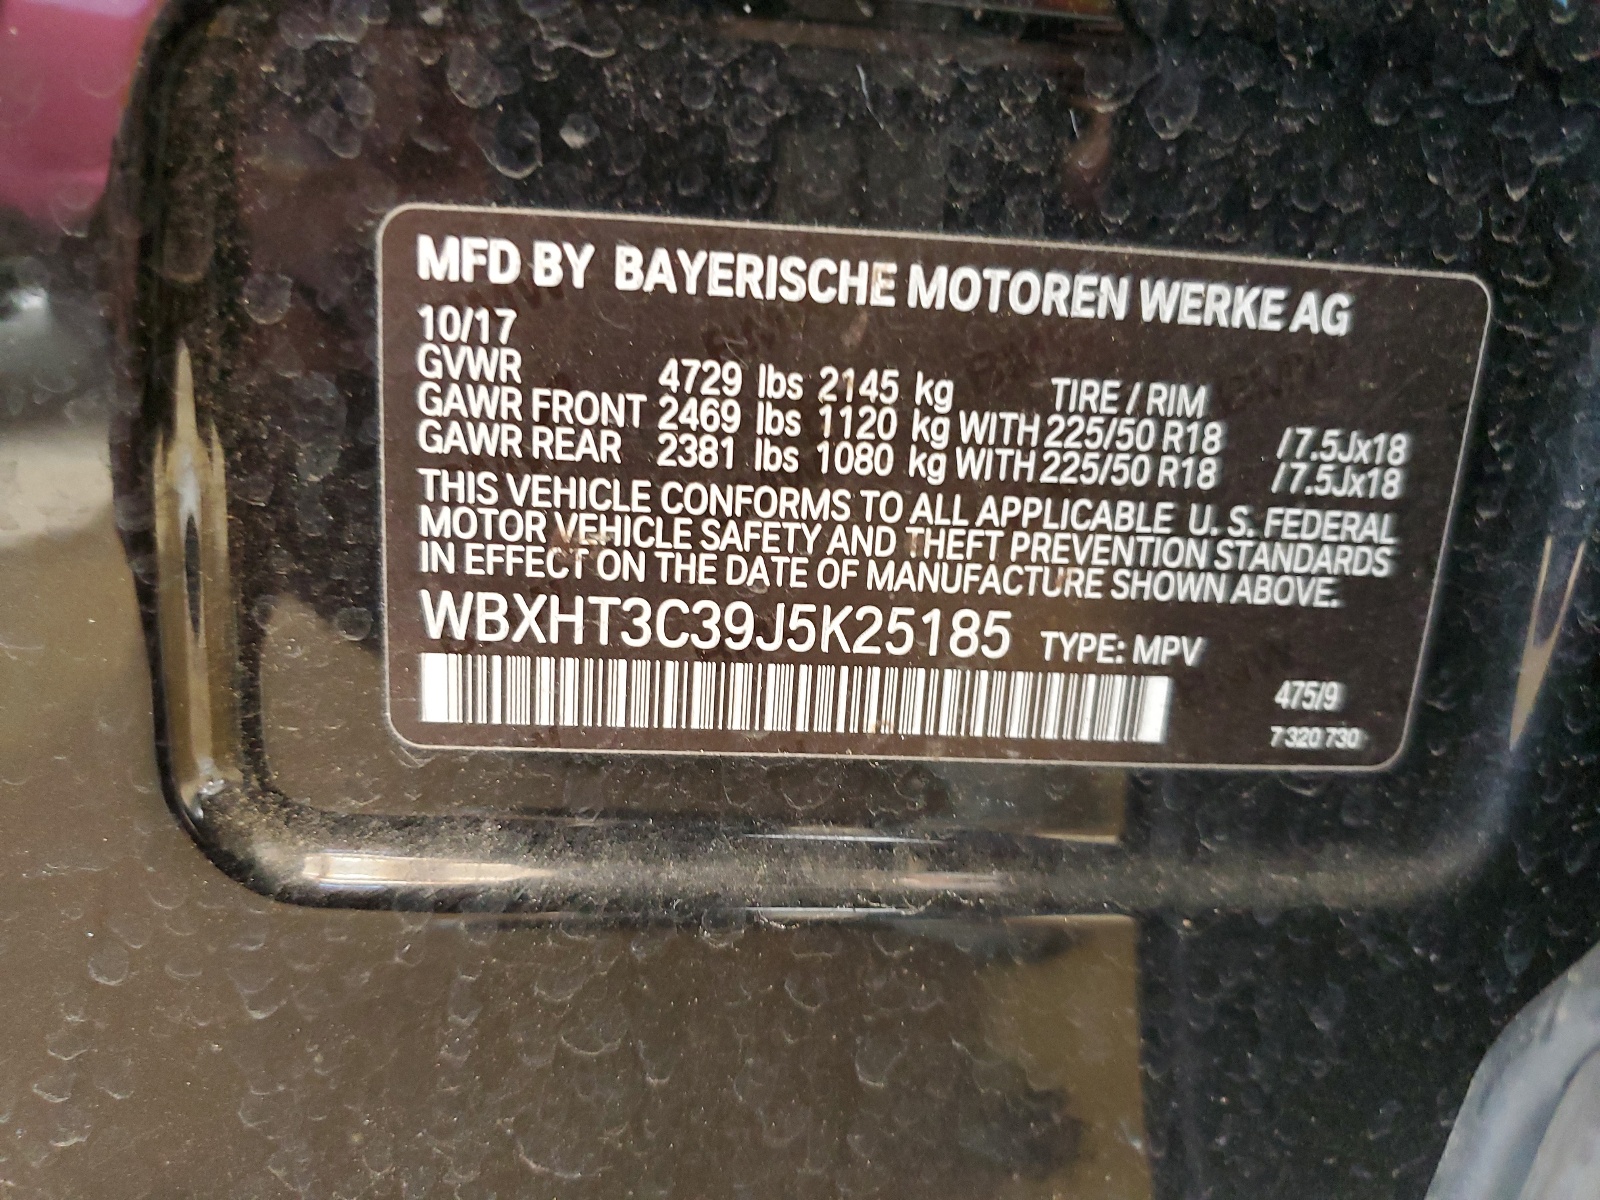 MFD BY BAYERISCHE MOTOREN WERKE AG
10/17
GVWR 4729 lbs 2145 kg TIRE / RIM
GAWR FRONT 2469 lbs 1120 kg WITH 225/50 R18 /7.5Jx18
GAWR REAR 2381 lbs 1080 kg WITH 225/50 R18 /7.5Jx18
THIS VEHICLE CONFORMS TO ALL APPLICABLE U. S. FEDERAL
MOTOR VEHICLE SAFETY AND THEFT PREVENTION STANDARDS
IN EFFECT ON THE DATE OF MANUFACTURE SHOWN ABOVE.
WBXHT3C39J5K25185 TYPE: MPV
475/9
7 320 730